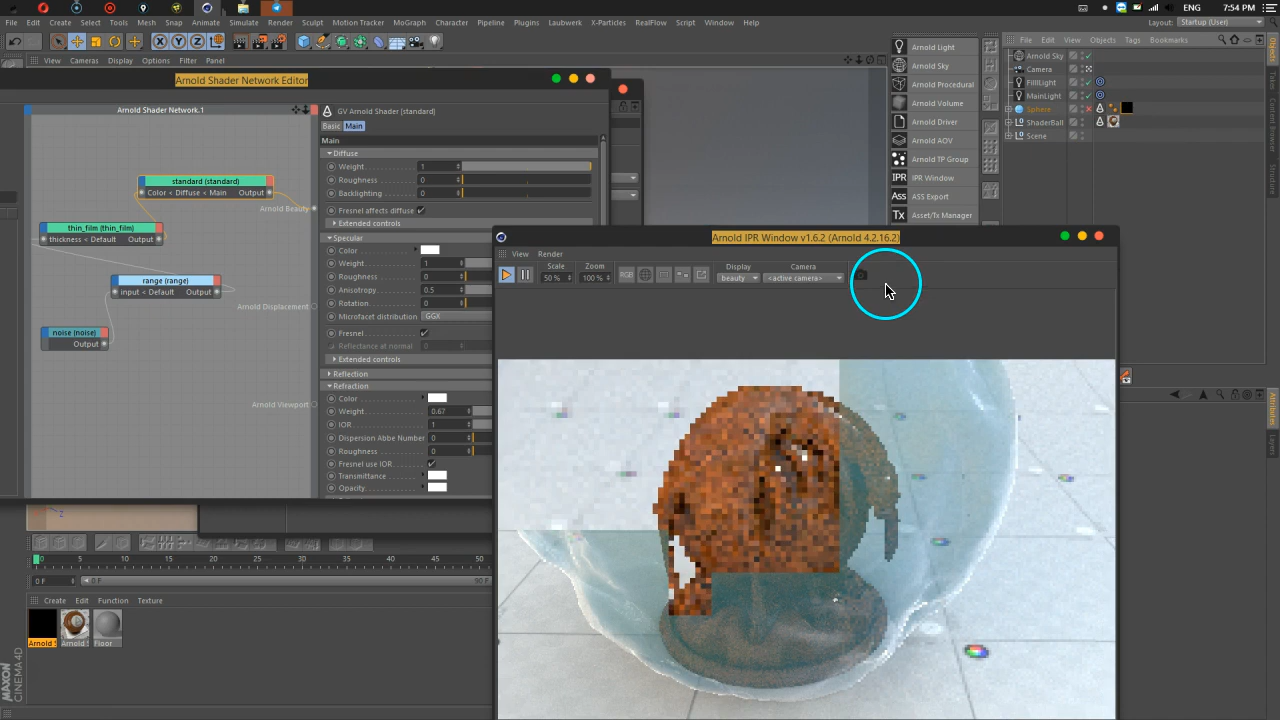 ENG 7:54 PM
File Edit Create Select Tools Mesh Snap Animate Simulate Render Sculpt Motion Tracker MoGraph Character Pipeline Plugins Laubwerk X-Particles RealFlow Script Window Help Layout: Startup (User)
View Cameras Display Options Filter Panel
Arnold Shader Network Editor
Arnold Shader Network.1
standard (standard)
Color < Diffuse < Main Output
Arnold Beauty
thin_film (thin_film)
thickness < Default Output
range (range)
input < Default Output
Arnold Displacement
noise (noise)
Output
Arnold Viewport
GV Arnold Shader (standard)
Basic Main
Main
Diffuse
Weight 1
Roughness 0
Backlighting 0
Fresnel affects diffuse
Extended controls
Specular
Color
Weight 1
Roughness 0
Anisotropy 0.5
Rotation 0
Microfacet distribution GGX
Fresnel
Reflectance at normal 0
Extended controls
Reflection
Refraction
Color
Weight 0.67
IOR 1
Dispersion Abbe Number 0
Roughness 0
Fresnel use IOR
Transmittance
Opacity
Arnold IPR Window v1.6.2 (Arnold 4.2.16.2)
View Render
Scale Zoom Display Camera
50 % 100 % RGB beauty <active camera>
Arnold Light
Arnold Sky
Arnold Procedural
Arnold Volume
Arnold Driver
Arnold AOV
Arnold TP Group
IPR IPR Window
Ass ASS Export
Tx Asset/Tx Manager
File Edit View Objects Tags Bookmarks
Arnold Sky
Camera
FillLight
MainLight
Sphere
ShaderBall
Scene
Objects
Takes
Content Browser
Structure
Attributes
Layers
Z
0 5 10 15 20 25 30 35 40 45 50
0 F 0 F 90 F
Create Edit Function Texture
Arnold S Arnold S Floor
MAXON
CINEMA 4D